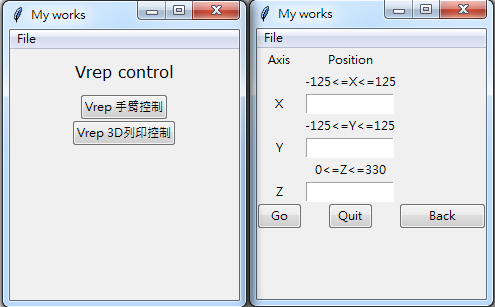 My works
File
Vrep control
Vrep 手臂控制
Vrep 3D列印控制
My works
File
Axis Position
-125<=X<=125
X
-125<=Y<=125
Y
0<=Z<=330
Z
Go Quit Back